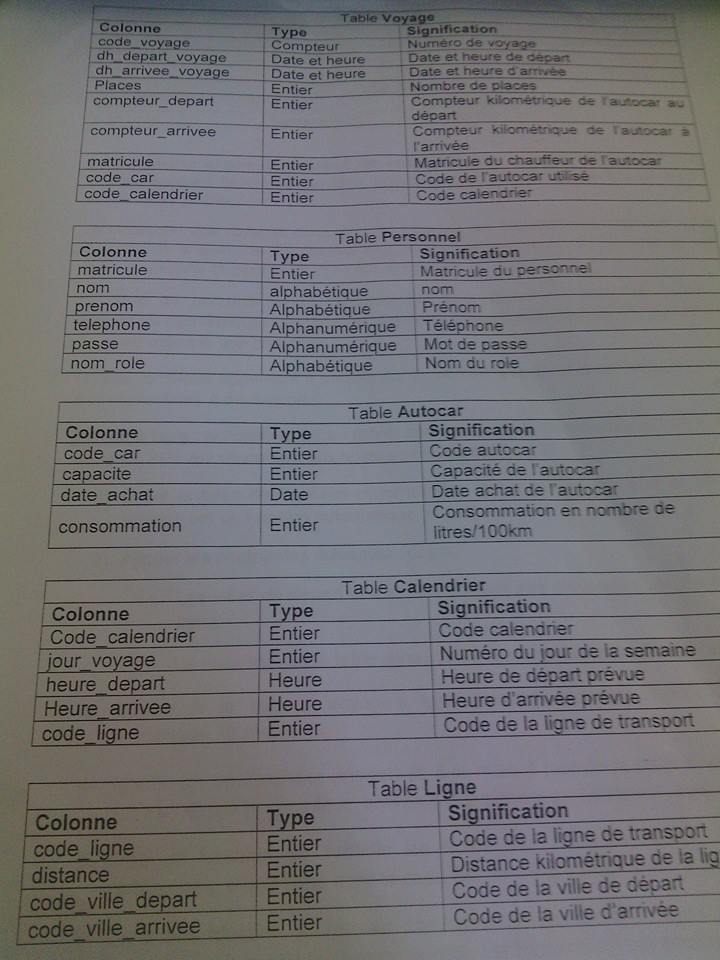 Table Voyage
Colonne Type Signification
code_voyage Compteur Numéro de voyage
dh_depart_voyage Date et heure Date et heure de départ
dh_arrivee_voyage Date et heure Date et heure d'arrivée
Places Entier Nombre de places
compteur_depart Entier Compteur kilométrique de l'autocar au
départ
compteur_arrivee Entier Compteur kilométrique de l'autocar à
l'arrivée
matricule Entier Matricule du chauffeur de l'autocar
code_car Entier Code de l'autocar utilisé
code_calendrier Entier Code calendrier
Table Personnel
Colonne Type Signification
matricule Entier Matricule du personnel
nom alphabétique nom
prenom Alphabétique Prénom
telephone Alphanumérique Téléphone
passe Alphanumérique Mot de passe
nom_role Alphabétique Nom du role
Table Autocar
Colonne Type Signification
code_car Entier Code autocar
capacite Entier Capacité de l'autocar
date_achat Date Date achat de l'autocar
consommation Entier Consommation en nombre de
litres/100km
Table Calendrier
Colonne Type Signification
Code_calendrier Entier Code calendrier
jour_voyage Entier Numéro du jour de la semaine
heure_depart Heure Heure de départ prévue
Heure_arrivee Heure Heure d'arrivée prévue
code_ligne Entier Code de la ligne de transport
Table Ligne
Colonne Type Signification
code_ligne Entier Code de la ligne de transport
distance Entier Distance kilométrique de la lig
code_ville_depart Entier Code de la ville de départ
code_ville_arrivee Entier Code de la ville d'arrivée